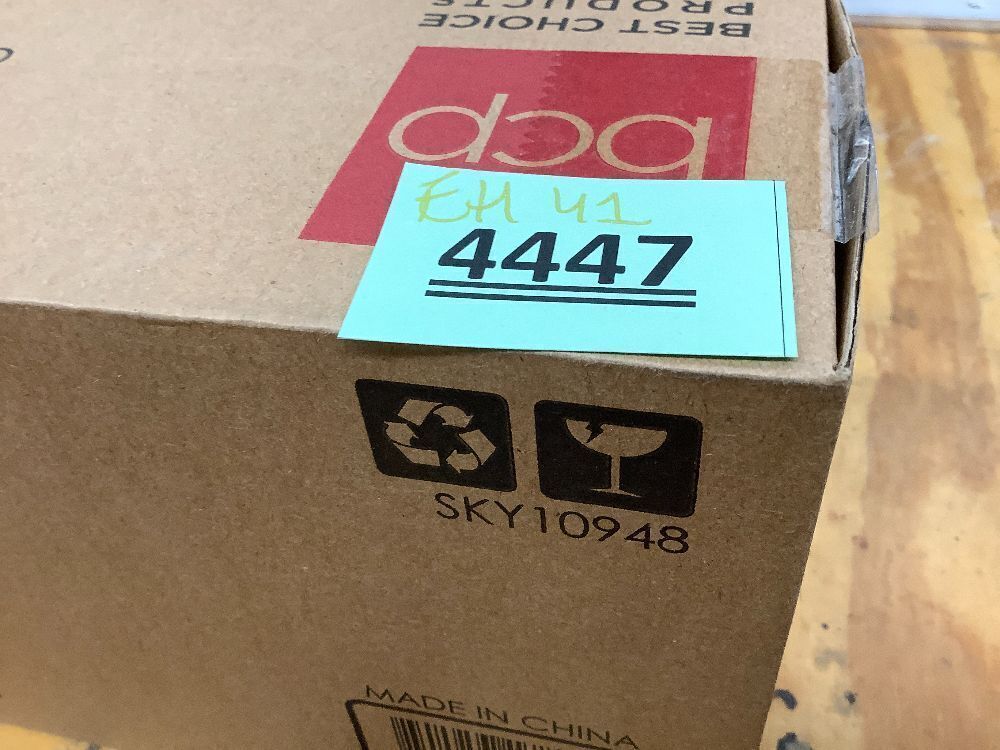 BEST CHOICE
PRODUCTS
bcp
EH 41
4447
SKY10948
MADE IN CHINA